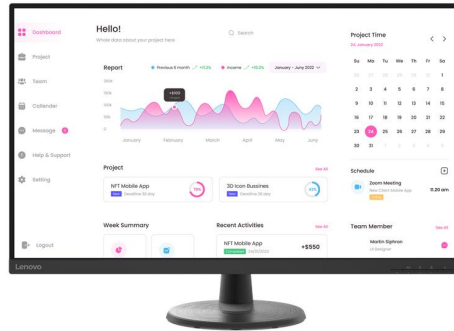 Dashboard
Project
Team
Callender
Message
Help & Support
Setting
Logout
Hello!
Whole data about your project here
Search
Report
Previous 6 month
Income
January - Juny 2022
+$100
January
February
March
April
May
Juny
Project
See All
NFT Mobile App
3D Icon Bussines
Week Summary
Recent Activities
See All
NFT Mobile App
+$550
Project Time
24, January 2022
Su Mo Tu We Th Fri Sa
1
2 3 4 5 6 7 8
9 10 11 12 13 14 15
16 17 18 19 20 21 22
23 24 25 26 27 28 29
30 31
Schedule
Zoom Meeting
11.20 am
Team Member
See All
Martin Siphron
UI Designer
Lenovo